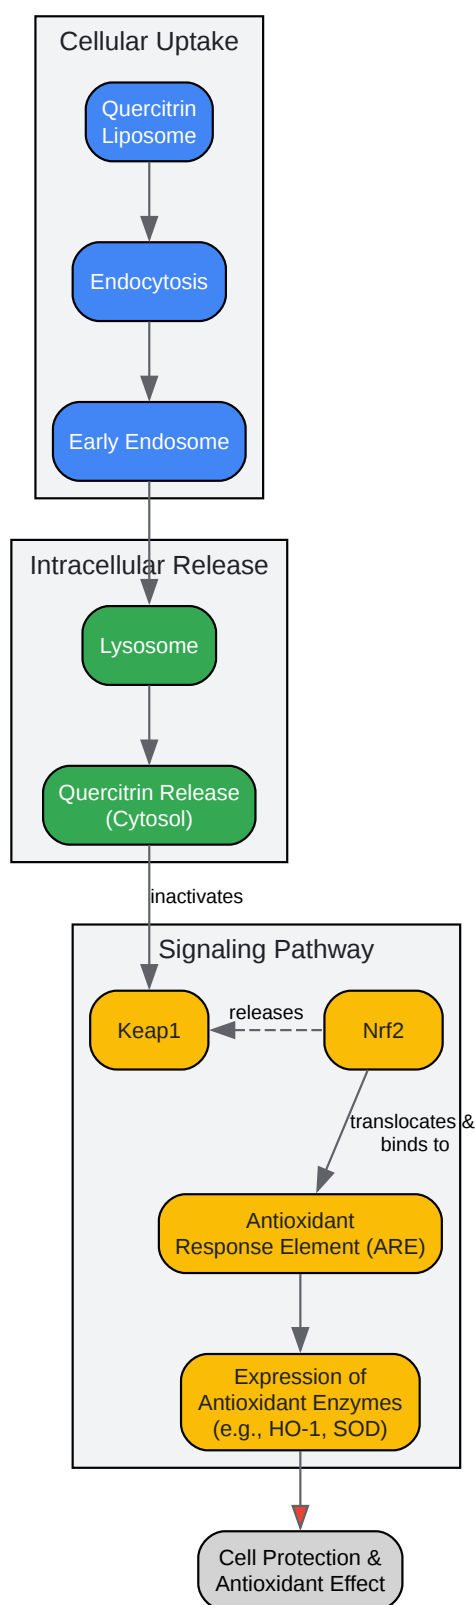 Cellular Uptake
Quercitrin
Liposome
Endocytosis
Early Endosome
Intracellular Release
Lysosome
Quercitrin Release
(Cytosol)
inactivates
Signaling Pathway
Keap1
releases
Nrf2
translocates &
binds to
Antioxidant
Response Element (ARE)
Expression of
Antioxidant Enzymes
(e.g., HO-1, SOD)
Cell Protection &
Antioxidant Effect